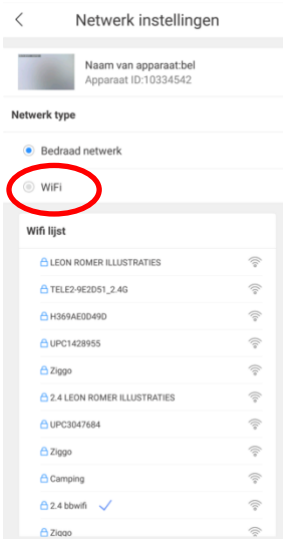 Netwerk instellingen
Naam van apparaat:bel
Apparaat ID:10334542
Netwerk type
Bedraad netwerk
WiFi
Wifi lijst
LEON ROMER ILLUSTRATIES
TELE2-9E2D51_2.4G
H369AE0D49D
UPC1428955
Ziggo
2.4 LEON ROMER ILLUSTRATIES
UPC3047684
Ziggo
Camping
2.4 bbwifi
Ziggo